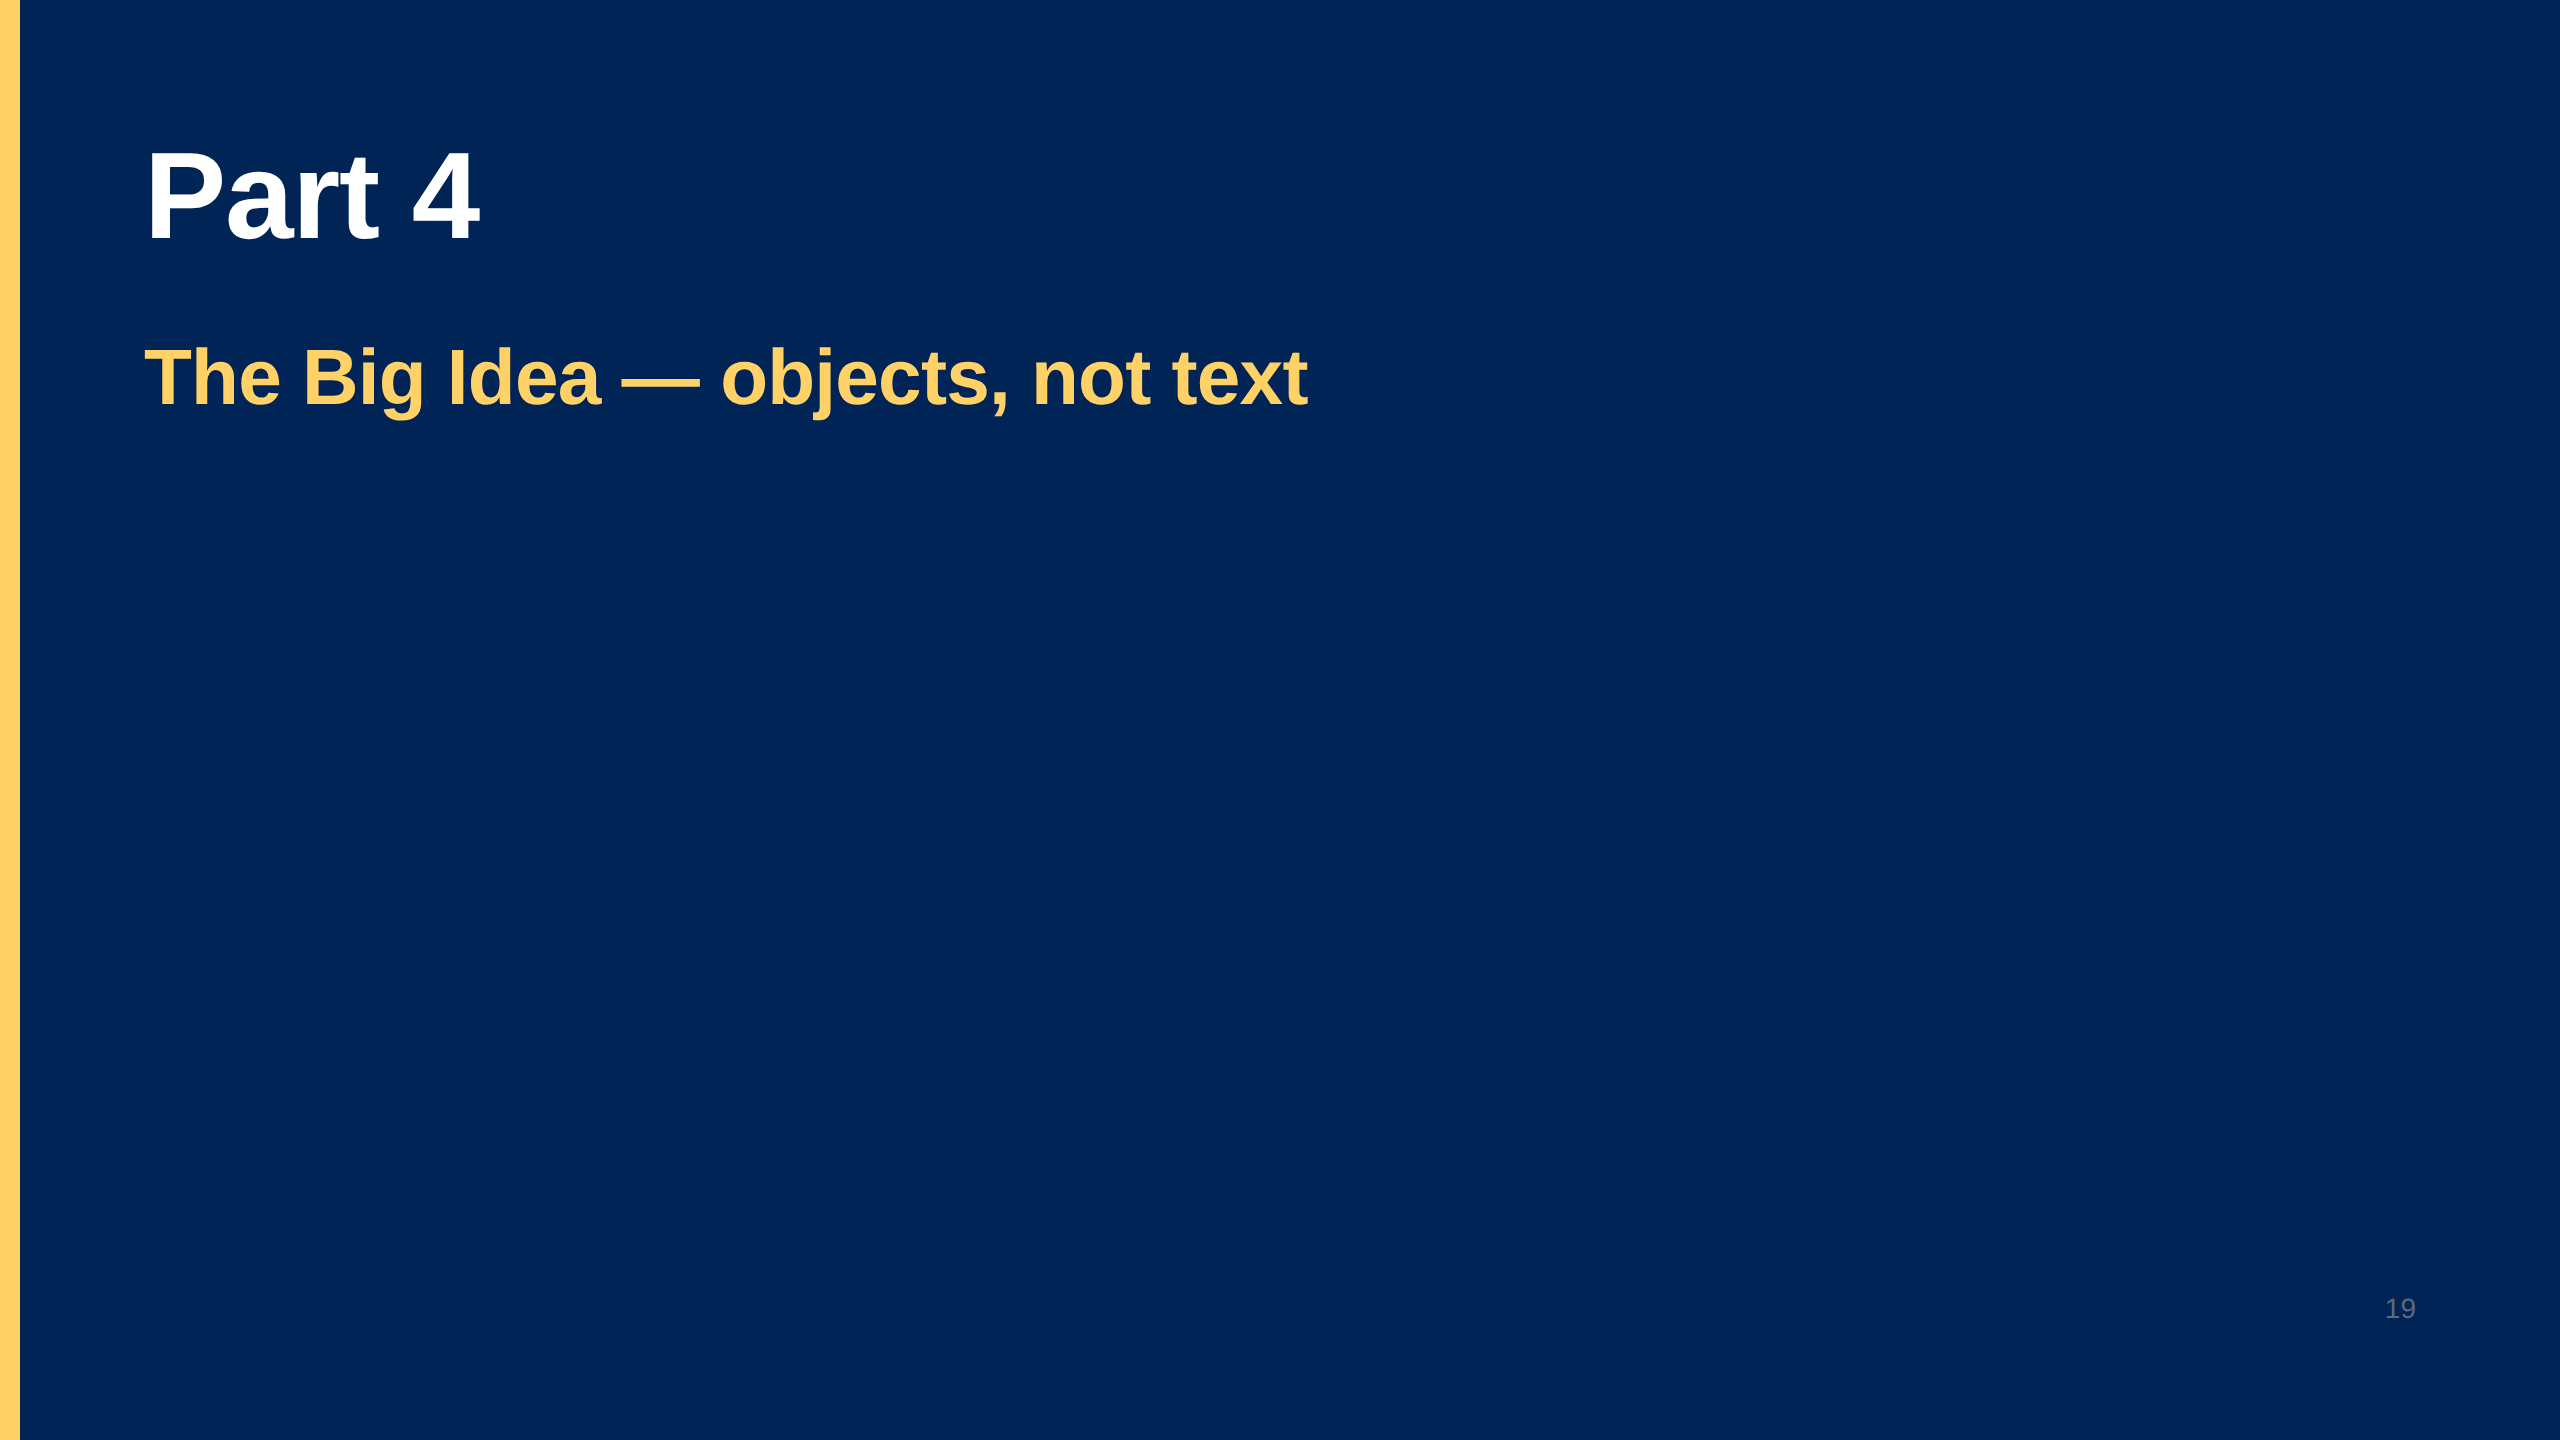 Part 4
The Big Idea — objects, not text
19